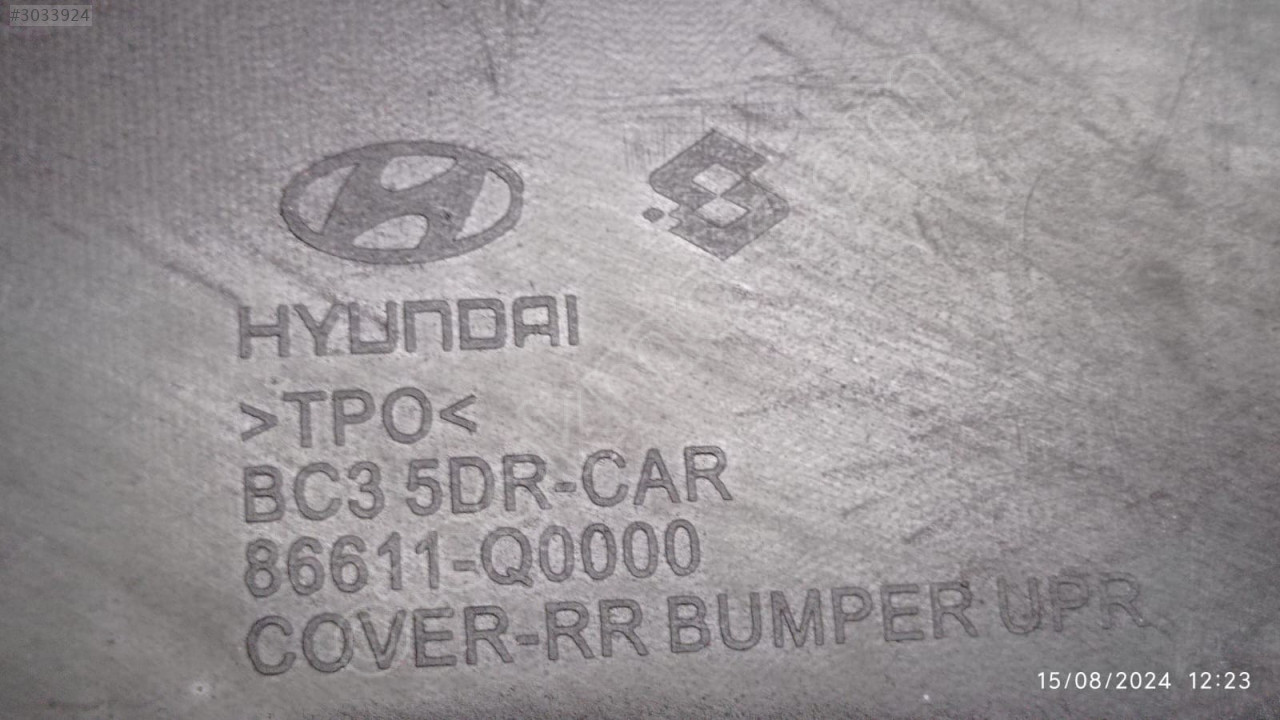 #3033924
HYUNDAI
>TPO<
BC3 5DR-CAR
86611-Q0000
COVER-RR BUMPER UPR
15/08/2024 12:23